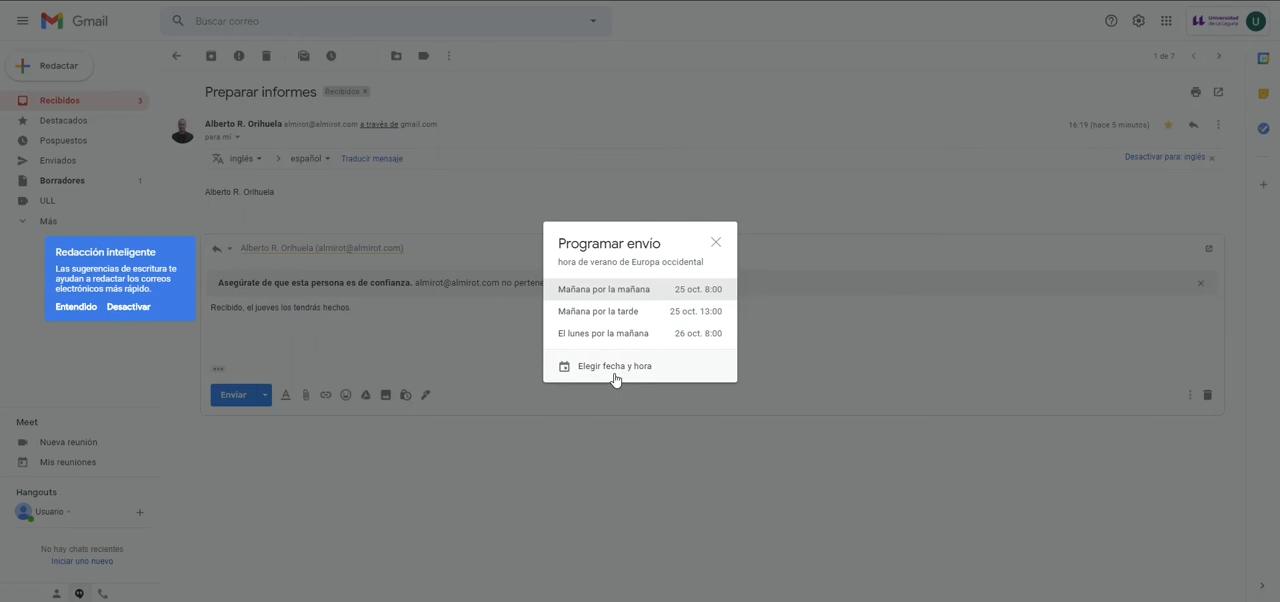 Gmail
Buscar correo
Universidad
de La Laguna
U
Redactar
1 de 7
Recibidos 3
Destacados
Pospuestos
Enviados
Borradores 1
ULL
Más
Preparar informes Recibidos x
Alberto R. Orihuela almirot@almirot.com a través de gmail.com
16:19 (hace 5 minutos)
para mí
inglés > español Traducir mensaje
Desactivar para: inglés x
Alberto R. Orihuela
Redacción inteligente
Las sugerencias de escritura te
ayudan a redactar los correos
electrónicos más rápido.
Entendido Desactivar
Alberto R. Orihuela (almirot@almirot.com)
Asegúrate de que esta persona es de confianza. almirot@almirot.com no pertene
Recibido, el jueves los tendrás hechos.
Enviar
Programar envío
hora de verano de Europa occidental
Mañana por la mañana 25 oct. 8:00
Mañana por la tarde 25 oct. 13:00
El lunes por la mañana 26 oct. 8:00
Elegir fecha y hora
Meet
Nueva reunión
Mis reuniones
Hangouts
Usuario
No hay chats recientes
Iniciar uno nuevo